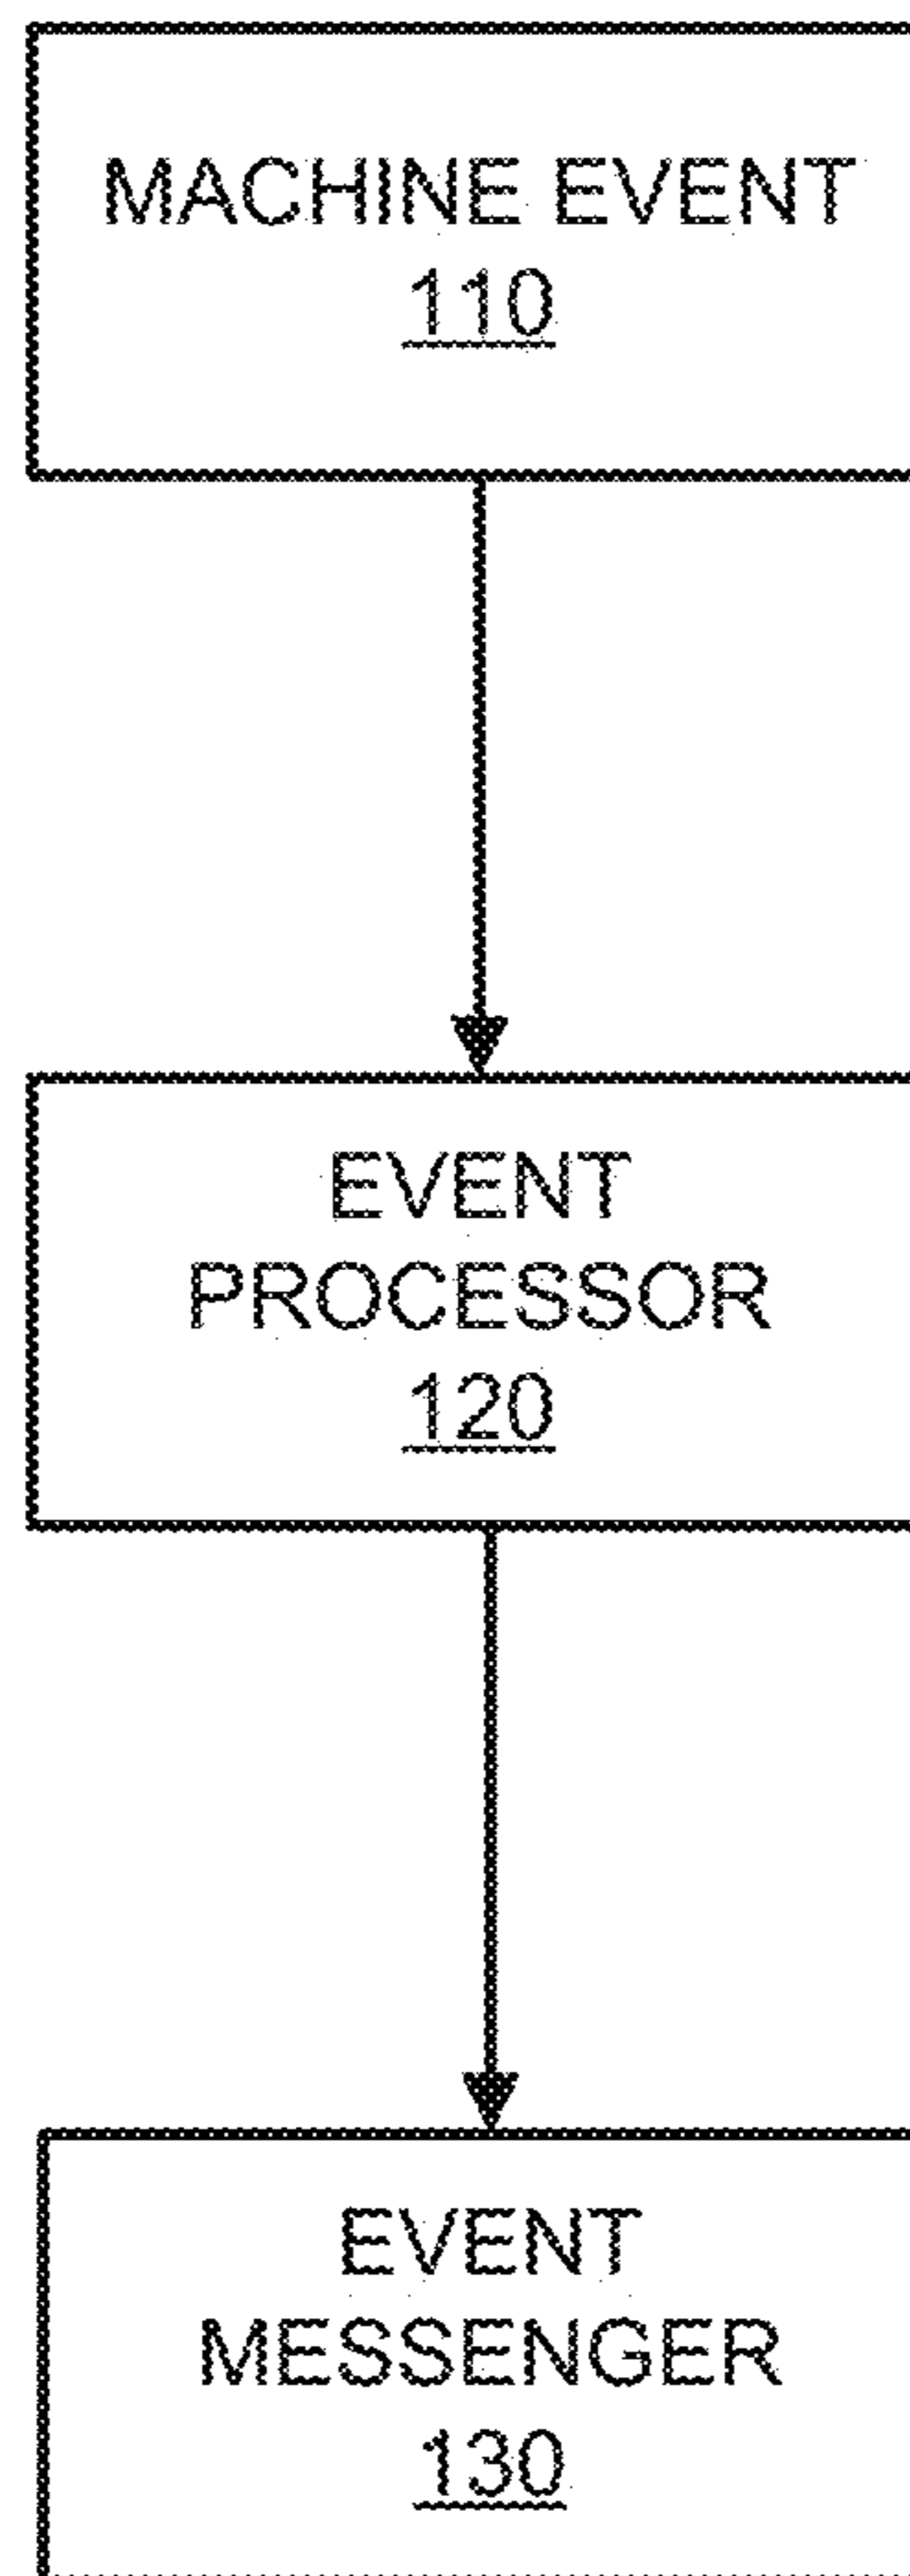 MACHINE EVENT
110
EVENT
PROCESSOR
120
EVENT
MESSENGER
130